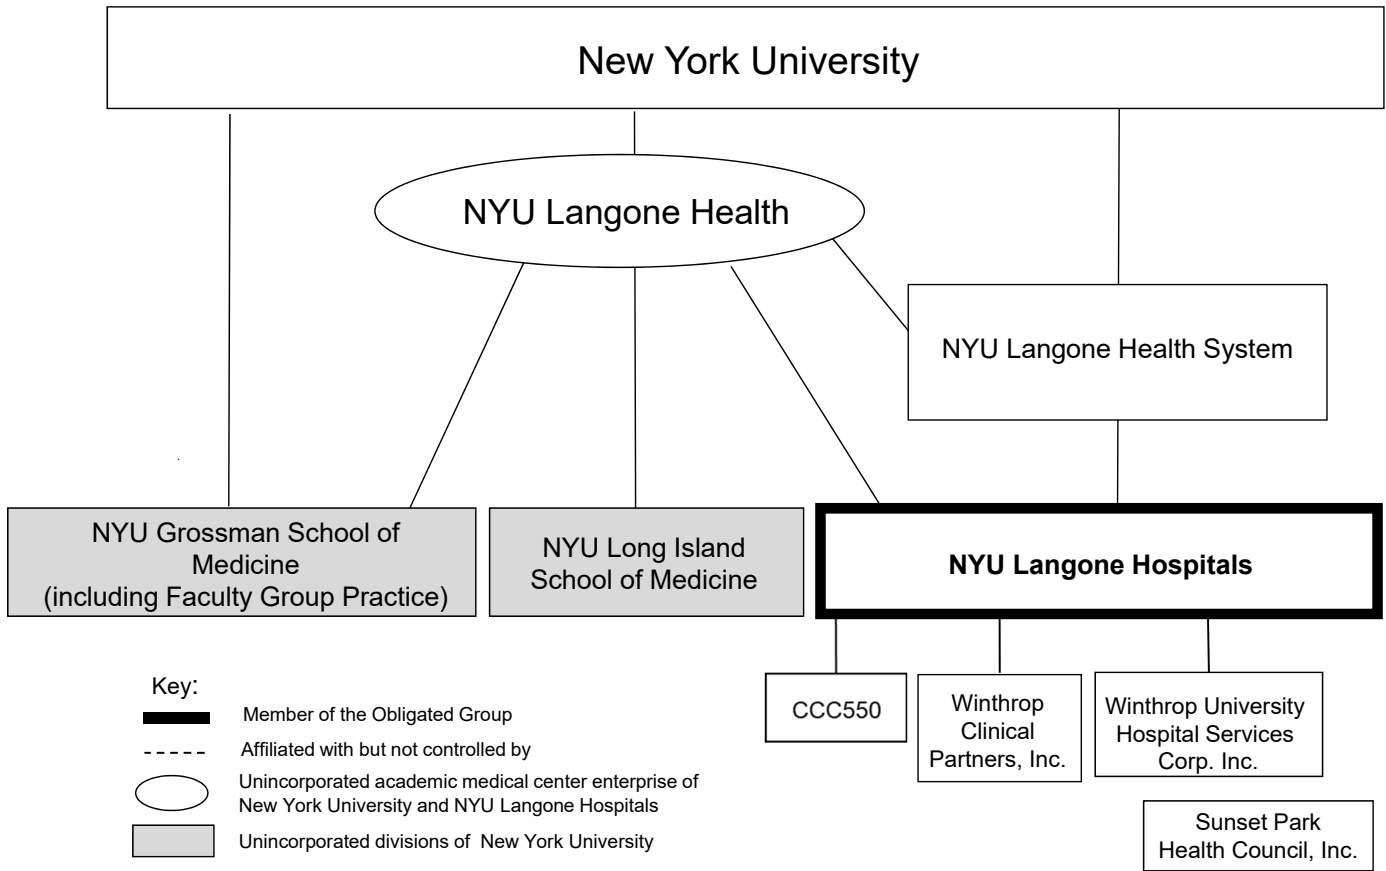 New York University
NYU Langone Health
NYU Langone Health System
NYU Grossman School of
Medicine
(including Faculty Group Practice)
NYU Long Island
School of Medicine
NYU Langone Hospitals
CCC550
Winthrop
Clinical
Partners, Inc.
Winthrop University
Hospital Services
Corp. Inc.
Sunset Park
Health Council, Inc.
Key:
Member of the Obligated Group
Affiliated with but not controlled by
Unincorporated academic medical center enterprise of
New York University and NYU Langone Hospitals
Unincorporated divisions of New York University